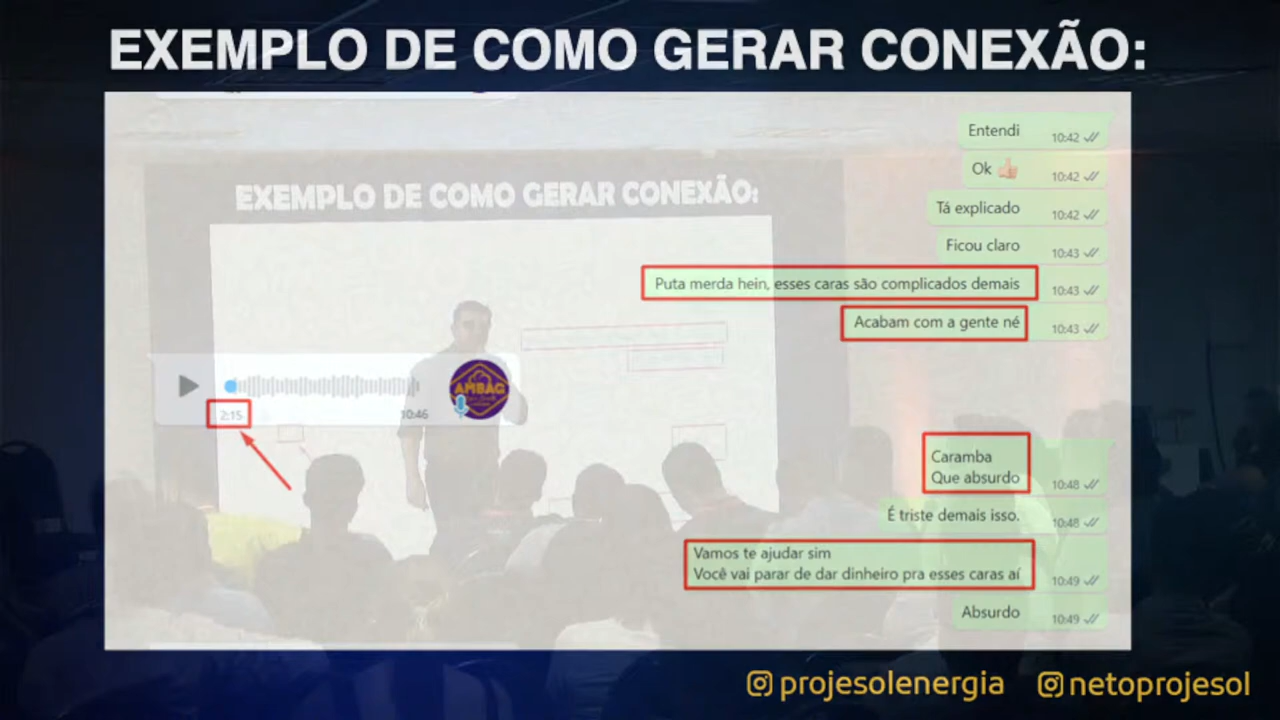 EXEMPLO DE COMO GERAR CONEXÃO:
EXEMPLO DE COMO GERAR CONEXÃO:
Entendi 10:42
Ok 👍 10:42
Tá explicado 10:42
Ficou claro 10:43
Puta merda hein, esses caras são complicados demais 10:43
Acabam com a gente né 10:43
AMBAG
2:15 10:46
Caramba
Que absurdo 10:48
É triste demais isso. 10:48
Vamos te ajudar sim
Você vai parar de dar dinheiro pra esses caras aí 10:49
Absurdo 10:49
projesolenergia netoprojesol